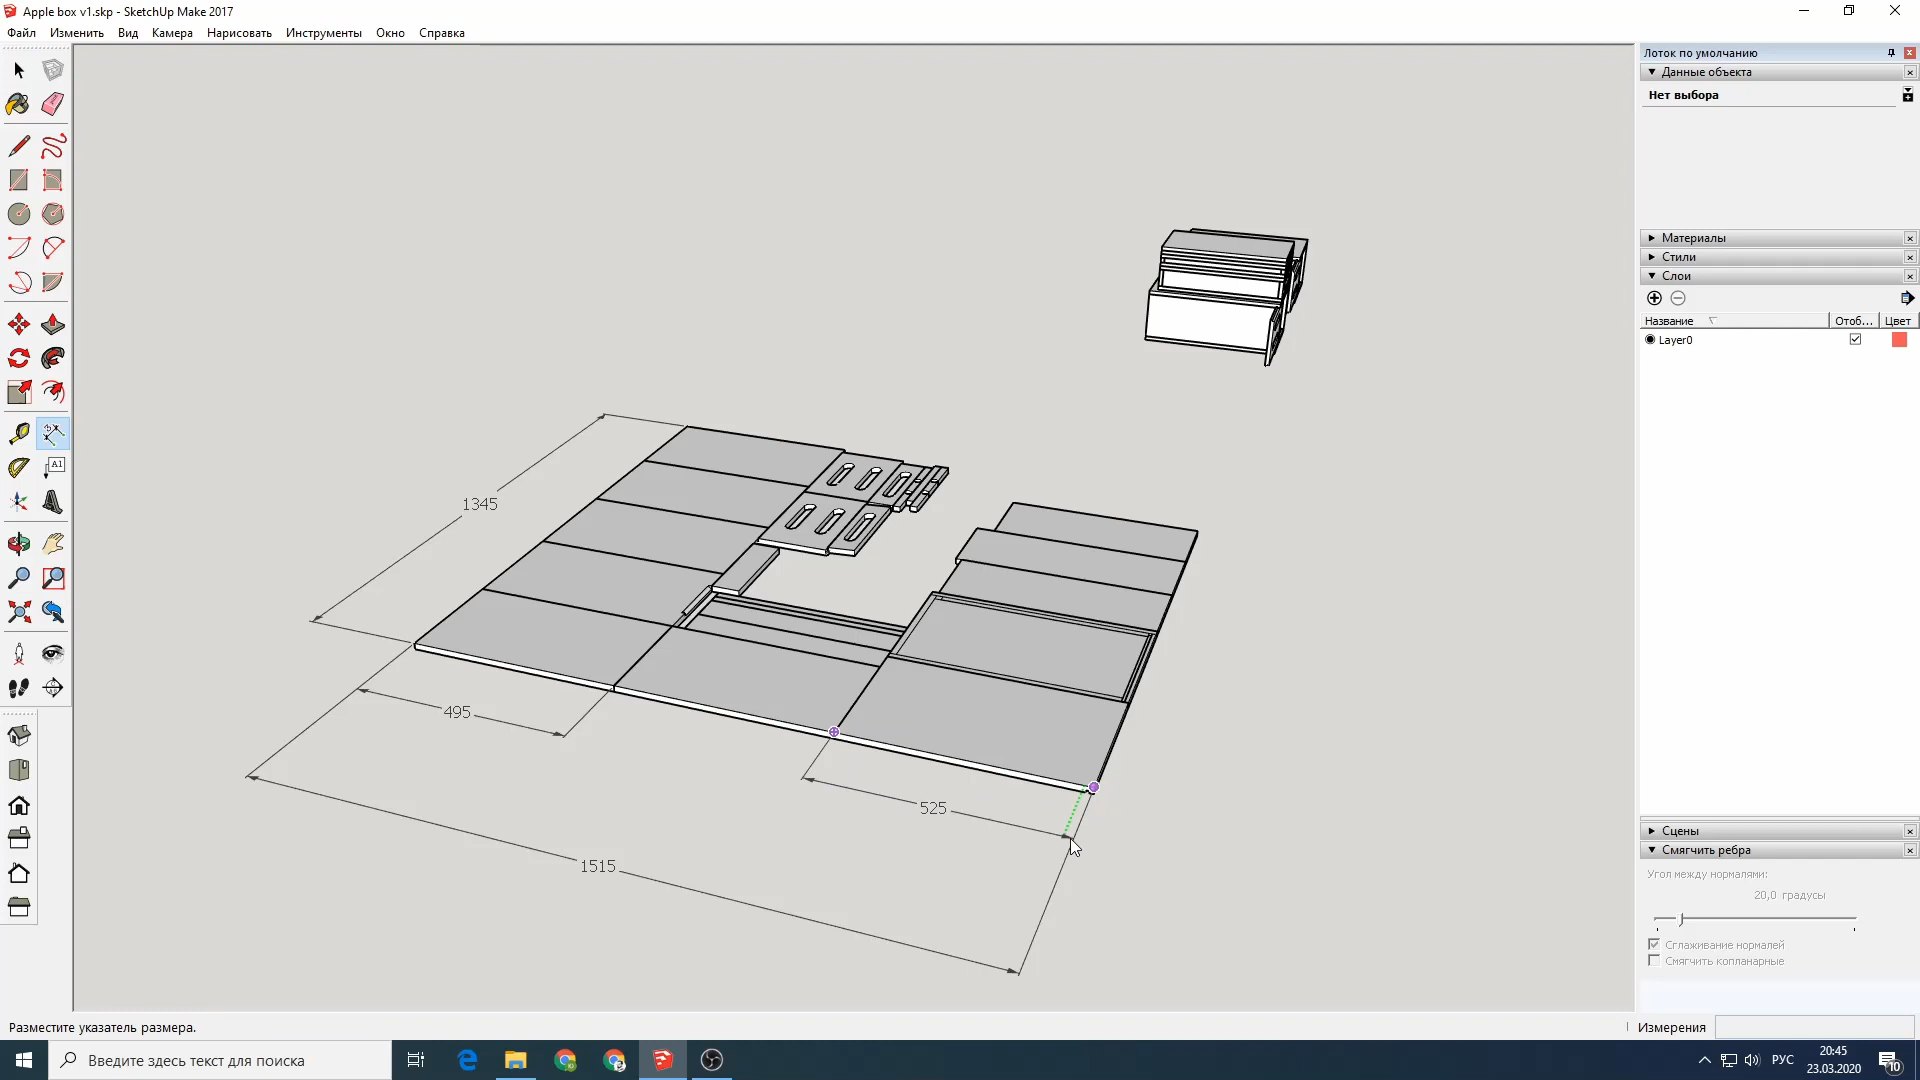 Apple box v1.skp - SketchUp Make 2017
Файл Изменить Вид Камера Нарисовать Инструменты Окно Справка
Лоток по умолчанию
Данные объекта
Нет выбора
Материалы
Стили
Слои
Название Отоб... Цвет
Layer0
A1
1345
495
525
1515
Сцены
Смягчить ребра
Угол между нормалями:
20,0 градусы
Сглаживание нормалей
Смягчить копланарные
Разместите указатель размера.
Измерения
Введите здесь текст для поиска
РУС
20:45
23.03.2020
10